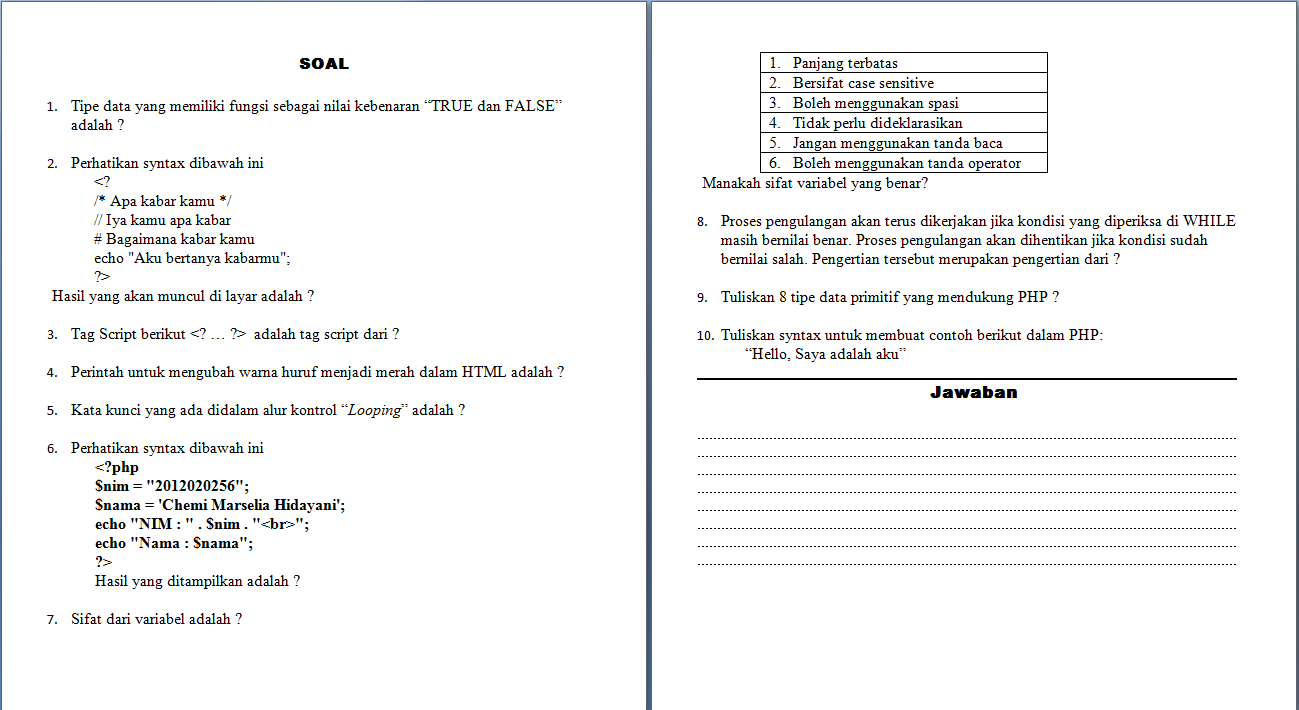 SOAL
1. Tipe data yang memiliki fungsi sebagai nilai kebenaran “TRUE dan FALSE”
adalah ?
2. Perhatikan syntax dibawah ini
<?
/* Apa kabar kamu */
// Iya kamu apa kabar
# Bagaimana kabar kamu
echo "Aku bertanya kabarmu";
?>
Hasil yang akan muncul di layar adalah ?
3. Tag Script berikut <? … ?> adalah tag script dari ?
4. Perintah untuk mengubah warna huruf menjadi merah dalam HTML adalah ?
5. Kata kunci yang ada didalam alur kontrol “Looping” adalah ?
6. Perhatikan syntax dibawah ini
<?php
$nim = "2012020256";
$nama = 'Chemi Marselia Hidayani';
echo "NIM : " . $nim . "<br>";
echo "Nama : $nama";
?>
Hasil yang ditampilkan adalah ?
7. Sifat dari variabel adalah ?
1. Panjang terbatas
2. Bersifat case sensitive
3. Boleh menggunakan spasi
4. Tidak perlu dideklarasikan
5. Jangan menggunakan tanda baca
6. Boleh menggunakan tanda operator
Manakah sifat variabel yang benar?
8. Proses pengulangan akan terus dikerjakan jika kondisi yang diperiksa di WHILE
masih bernilai benar. Proses pengulangan akan dihentikan jika kondisi sudah
bernilai salah. Pengertian tersebut merupakan pengertian dari ?
9. Tuliskan 8 tipe data primitif yang mendukung PHP ?
10. Tuliskan syntax untuk membuat contoh berikut dalam PHP:
“Hello, Saya adalah aku”
Jawaban